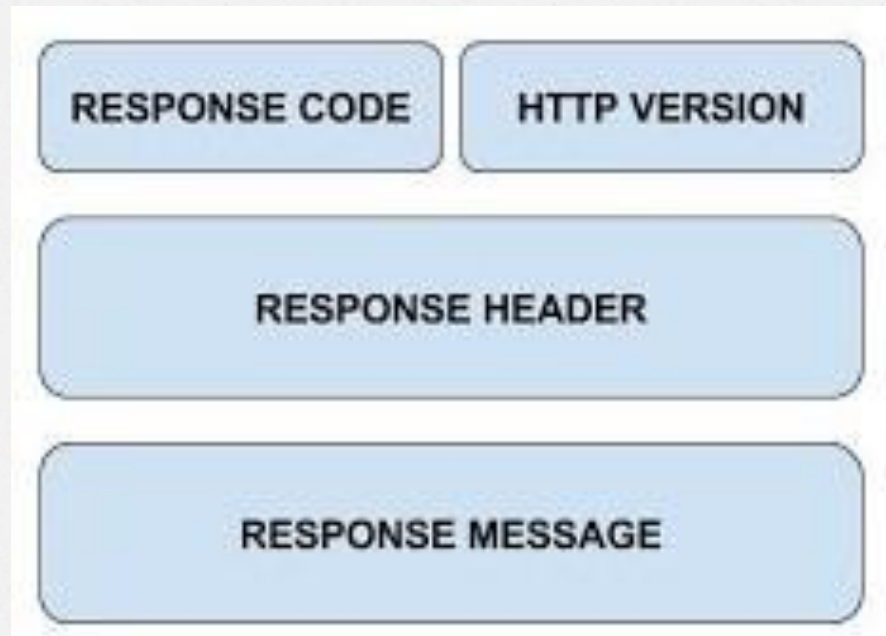 RESPONSE CODE
HTTP VERSION
RESPONSE HEADER
RESPONSE MESSAGE